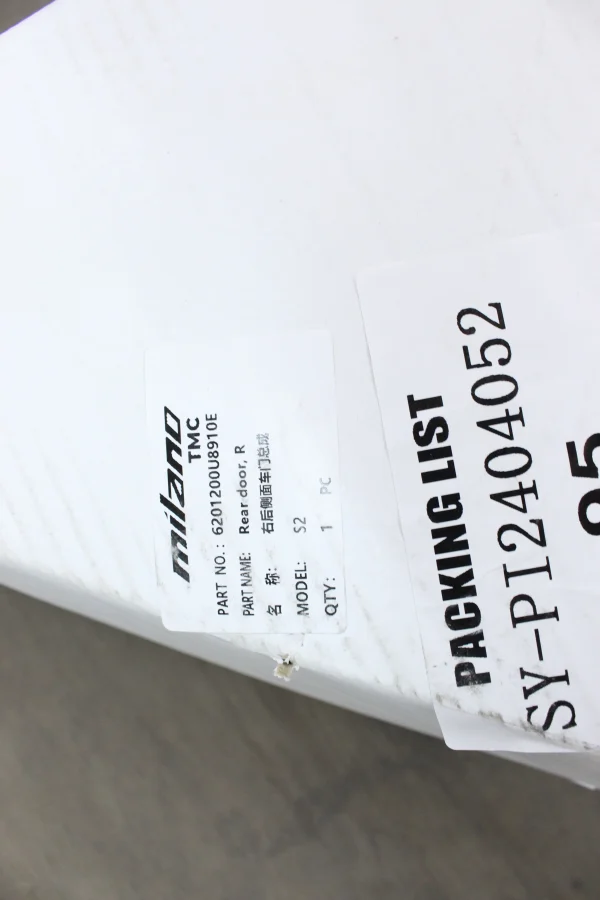 milano
TMC
PART NO.: 6201200U8910E
PART NAME: Rear door, R
名 称: 右后侧面车门总成
MODEL: S2
QTY: 1 PC
PACKING LIST
SY-PI2404052